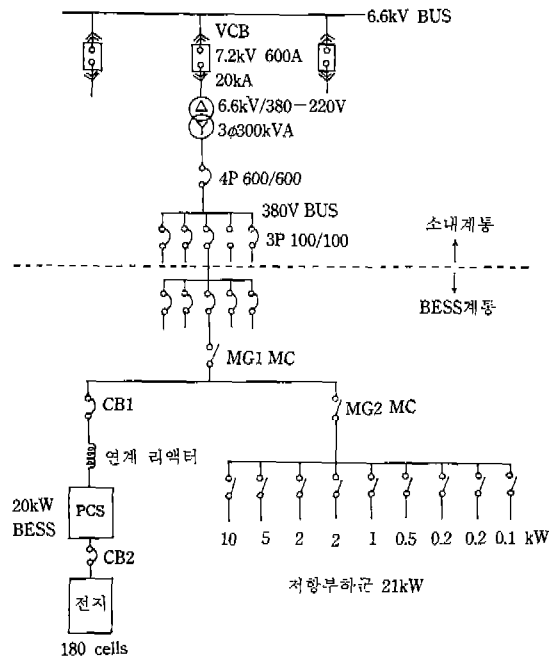 6.6kV BUS
VCB
7.2kV 600A
20kA
6.6kV/380-220V
3φ300kVA
4P 600/600
380V BUS
3P 100/100
소내계통
BESS계통
MG1 MC
CB1
MG2 MC
연계 리액터
20kW
BESS
PCS
10 5 2 2 1 0.5 0.2 0.2 0.1 kW
CB2
저항부하군 21kW
전지
180 cells